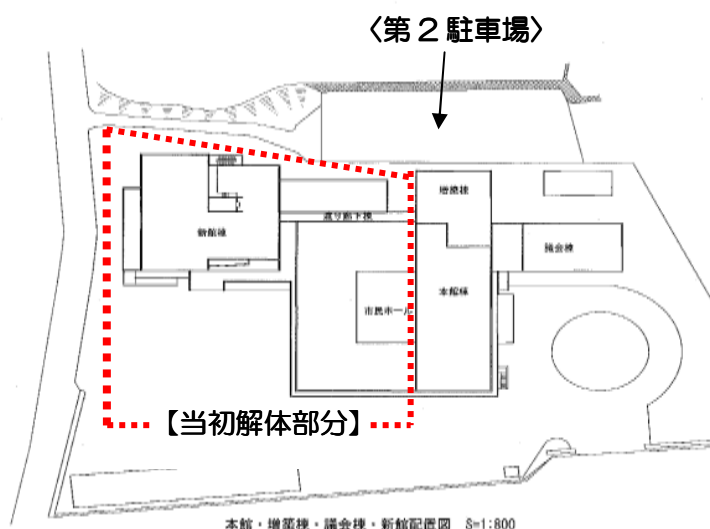 〈第２駐車場〉
増築棟
渡り廊下棟
新館棟
議会棟
本館棟
市民ホール
【当初解体部分】
本館・増築棟・議会棟・新館配置図 S=1:800